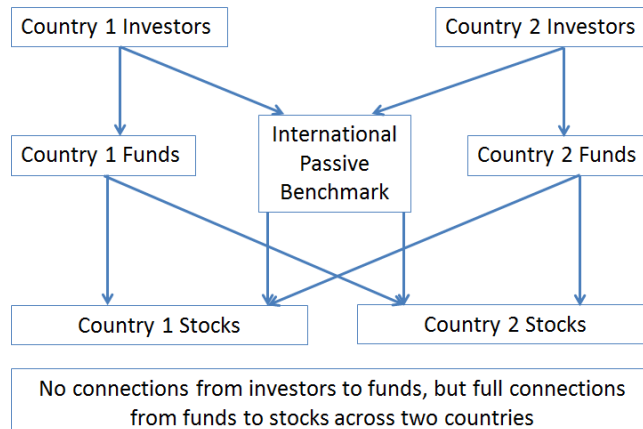 Country 1 Investors
Country 2 Investors
Country 1 Funds
International
Passive
Benchmark
Country 2 Funds
Country 1 Stocks
Country 2 Stocks
No connections from investors to funds, but full connections
from funds to stocks across two countries